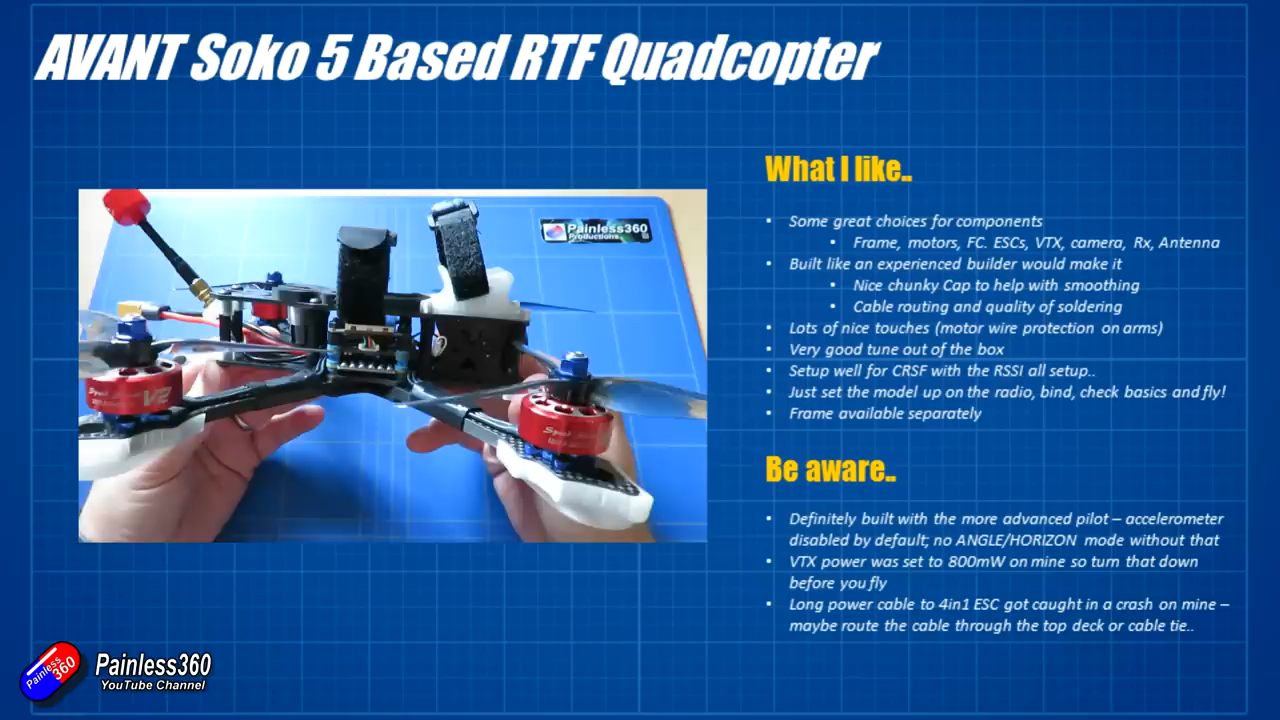 AVANT Soko 5 Based RTF Quadcopter
What I like..
• Some great choices for components
• Frame, motors, FC. ESCs, VTX, camera, Rx, Antenna
• Built like an experienced builder would make it
• Nice chunky Cap to help with smoothing
• Cable routing and quality of soldering
• Lots of nice touches (motor wire protection on arms)
• Very good tune out of the box
• Setup well for CRSF with the RSSI all setup..
• Just set the model up on the radio, bind, check basics and fly!
• Frame available separately
Be aware..
• Definitely built with the more advanced pilot – accelerometer
disabled by default; no ANGLE/HORIZON mode without that
• VTX power was set to 800mW on mine so turn that down
before you fly
• Long power cable to 4in1 ESC got caught in a crash on mine –
maybe route the cable through the top deck or cable tie..
Painless360
Productions
V2
Painless
360
Painless360
YouTube Channel